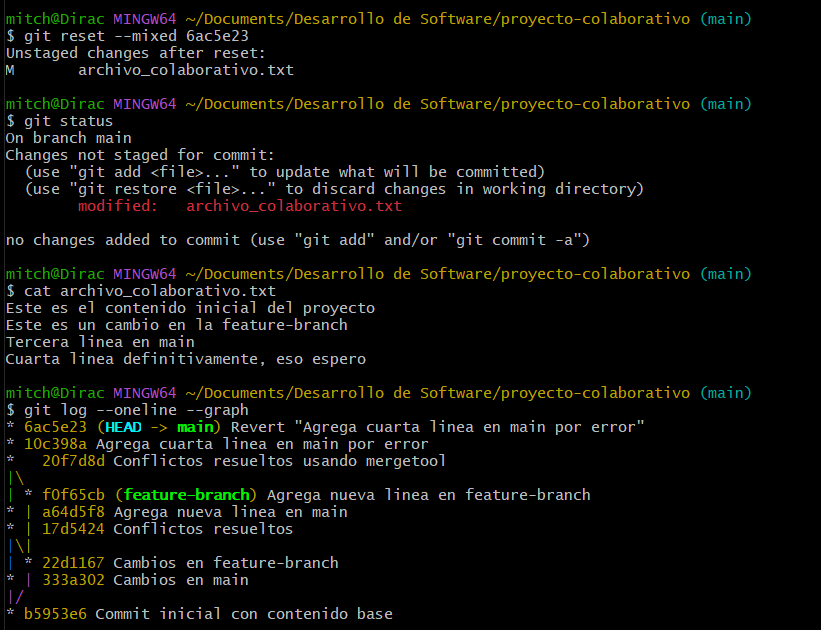 mitch@Dirac MINGW64 ~/Documents/Desarrollo de Software/proyecto-colaborativo (main)
$ git reset --mixed 6ac5e23
Unstaged changes after reset:
M       archivo_colaborativo.txt

mitch@Dirac MINGW64 ~/Documents/Desarrollo de Software/proyecto-colaborativo (main)
$ git status
On branch main
Changes not staged for commit:
  (use "git add <file>..." to update what will be committed)
  (use "git restore <file>..." to discard changes in working directory)
        modified:   archivo_colaborativo.txt

no changes added to commit (use "git add" and/or "git commit -a")

mitch@Dirac MINGW64 ~/Documents/Desarrollo de Software/proyecto-colaborativo (main)
$ cat archivo_colaborativo.txt
Este es el contenido inicial del proyecto
Este es un cambio en la feature-branch
Tercera linea en main
Cuarta linea definitivamente, eso espero

mitch@Dirac MINGW64 ~/Documents/Desarrollo de Software/proyecto-colaborativo (main)
$ git log --oneline --graph
* 6ac5e23 (HEAD -> main) Revert "Agrega cuarta linea en main por error"
* 10c398a Agrega cuarta linea en main por error
*   20f7d8d Conflictos resueltos usando mergetool
|\
| * f0f65cb (feature-branch) Agrega nueva linea en feature-branch
* | a64d5f8 Agrega nueva linea en main
* | 17d5424 Conflictos resueltos
|\|
| * 22d1167 Cambios en feature-branch
* | 333a302 Cambios en main
|/
* b5953e6 Commit inicial con contenido base